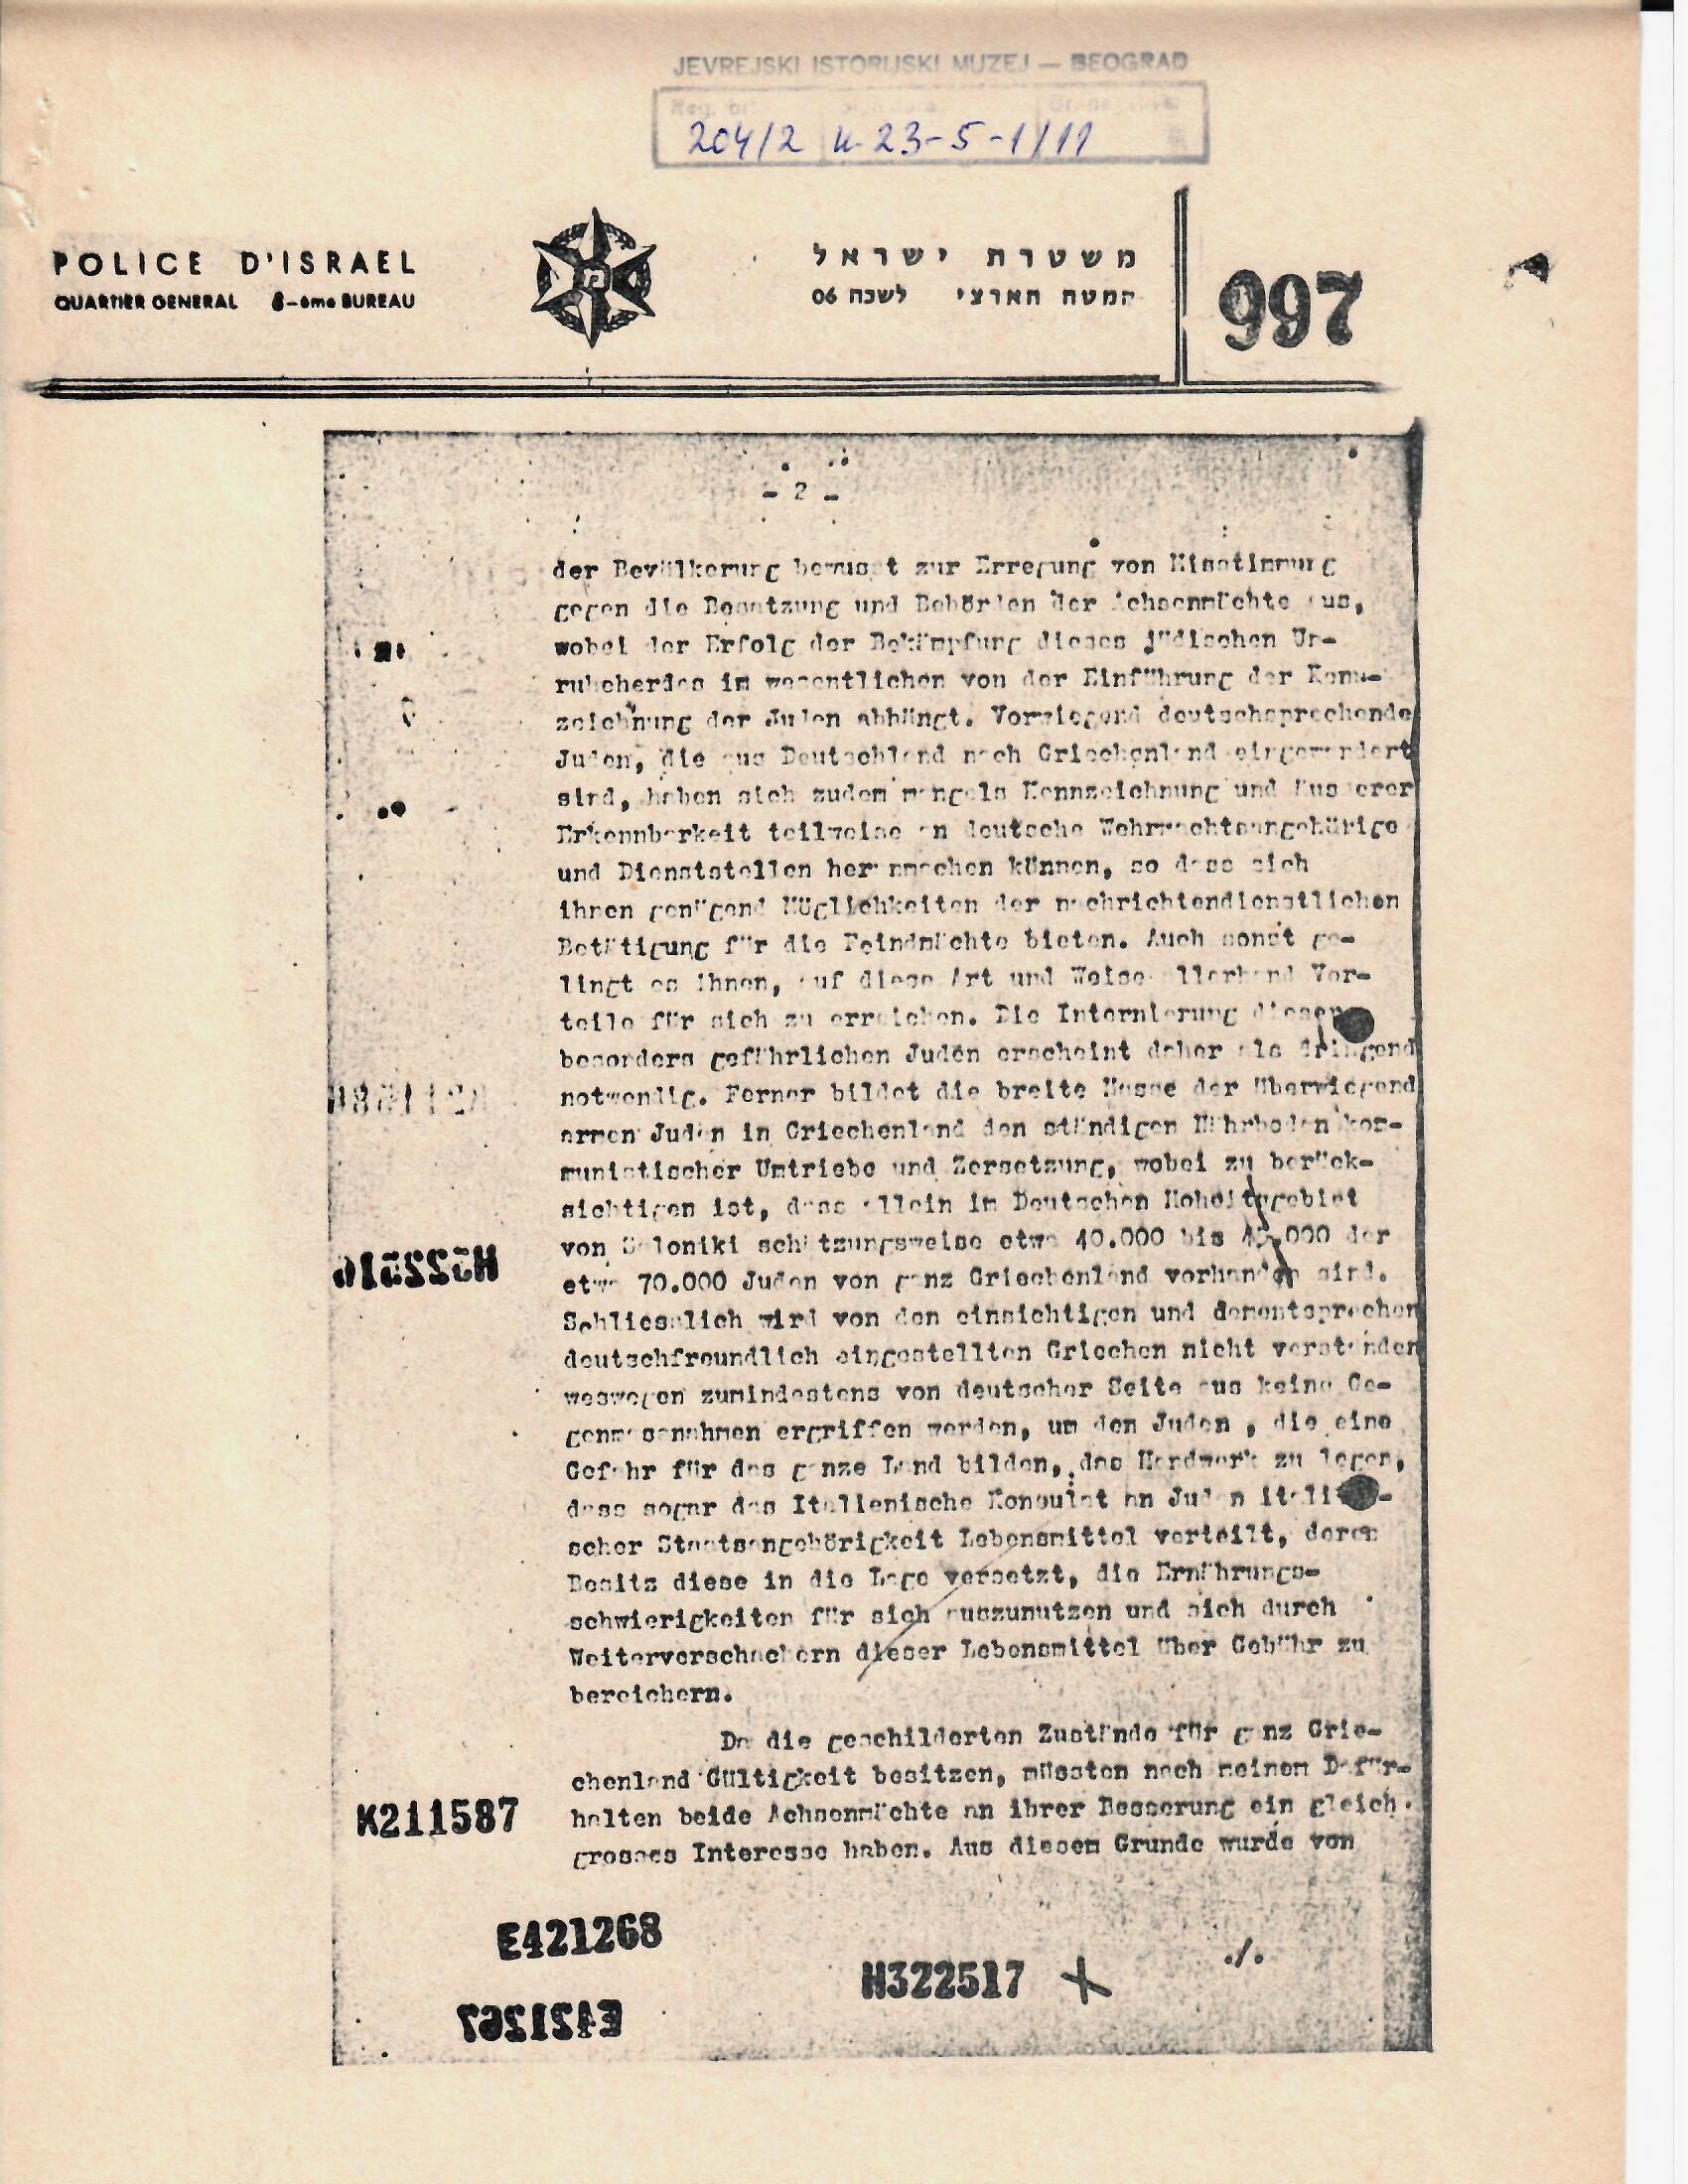 JEVREJSKI ISTORIJSKI MUZEJ — BEOGRAD
204/2 K-23-5-1/11
POLICE D'ISRAEL
QUARTIER GENERAL 6-ème BUREAU
משטרת ישראל
המטה הארצי לשכה 06
997
- 2 -
der Bevölkerung bewusst zur Erregung von Misstimmung
gegen die Besatzung und Behörden der Achsenmächte aus,
wobei der Erfolg der Bekämpfung dieses jüdischen Un-
ruheherdes im wesentlichen von der Einführung der Kenn-
zeichnung der Juden abhängt. Vorwiegend deutschsprechende
Juden, die aus Deutschland nach Griechenland eingewandert
sind, haben sich zudem mangels Kennzeichnung und äusserer
Erkennbarkeit teilweise an deutsche Wehrmachtsangehörige
und Dienststellen heranmachen können, so dass sich
ihnen genügend Möglichkeiten der nachrichtendienstlichen
Betätigung für die Feindmächte bieten. Auch sonst ge-
lingt es ihnen, auf diese Art und Weise allerhand Vor-
teile für sich zu erreichen. Die Internierung dieser
besonders gefährlichen Juden erscheint daher als dringend
notwendig. Ferner bildet die breite Masse der überwiegend
armen Juden in Griechenland den ständigen Nährboden kom-
munistischer Umtriebe und Zersetzung, wobei zu berück-
sichtigen ist, dass allein im Deutschen Hoheitsgebiet
von Saloniki schätzungsweise etwa 40.000 bis 45.000 der
etwa 70.000 Juden von ganz Griechenland vorhanden sind.
Schliesslich wird von den einsichtigen und dementsprechen
deutschfreundlich eingestellten Griechen nicht verstanden
weswegen zumindestens von deutscher Seite aus keine Ge-
genmassnahmen ergriffen werden, um den Juden , die eine
Gefahr für das ganze Land bilden, das Handwerk zu legen,
dass sogar das Italienische Konsulat an Juden italieni-
scher Staatsangehörigkeit Lebensmittel verteilt, deren
Besitz diese in die Lage versetzt, die Ernährungs-
schwierigkeiten für sich auszunutzen und sich durch
Weiterverschachern dieser Lebensmittel über Gebühr zu
bereichern.
Da die geschilderten Zustände für ganz Grie-
chenland Gültigkeit besitzen, müssten nach meinem Dafür-
halten beide Achsenmächte an ihrer Besserung ein gleich
grosses Interesse haben. Aus diesem Grunde wurde von
H322516
K211587
E421268
H322517
./.
E421267